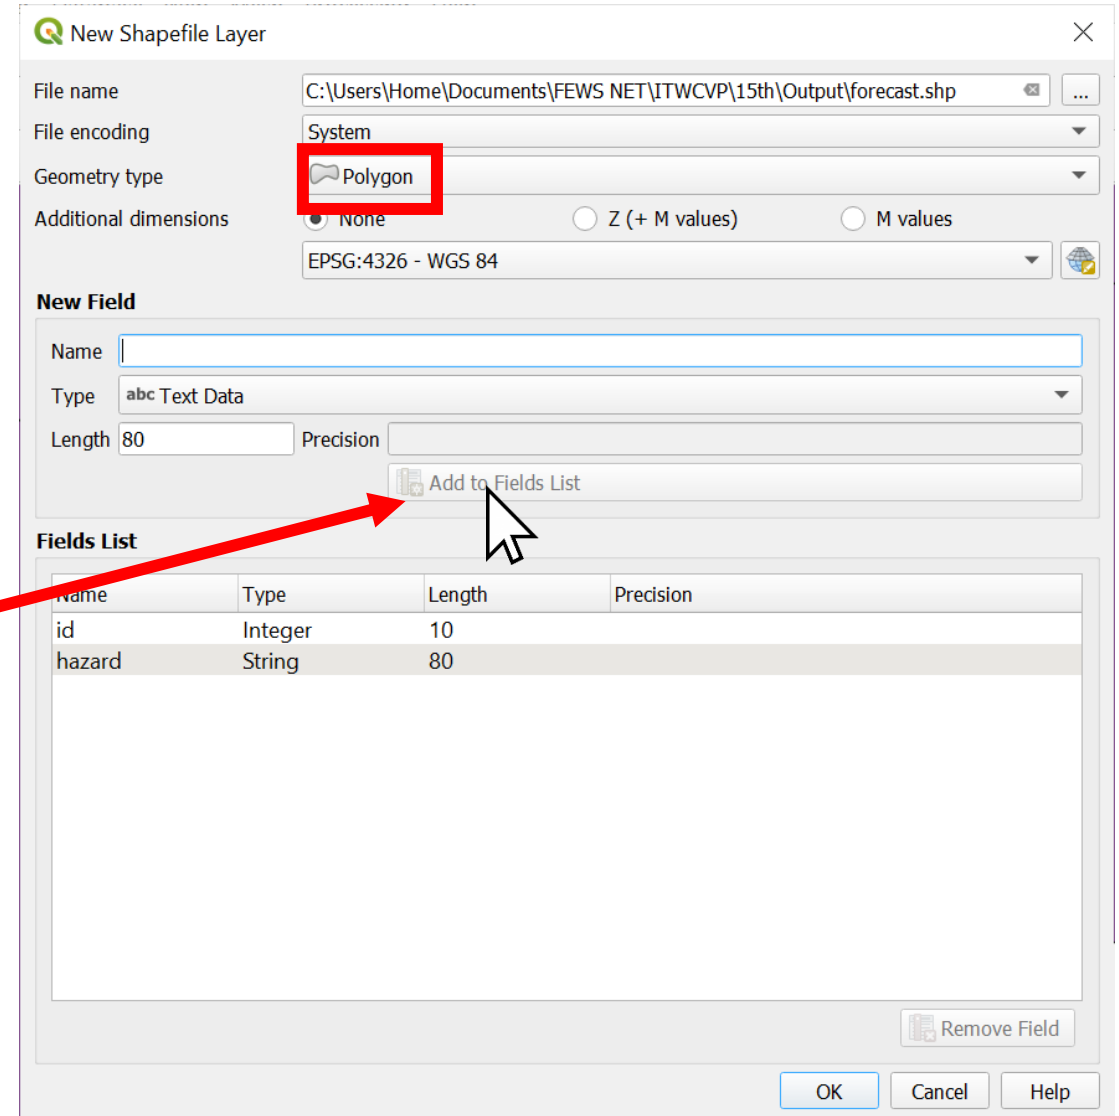 New Shapefile Layer
File name C:\Users\Home\Documents\FEWS NET\ITWCVP\15th\Output\forecast.shp ...
File encoding System
Geometry type Polygon
Additional dimensions None Z (+ M values) M values
EPSG:4326 - WGS 84
New Field
Name
Type abc Text Data
Length 80 Precision
Add to Fields List
Fields List
Name Type Length Precision
id Integer 10
hazard String 80
Remove Field
OK Cancel Help